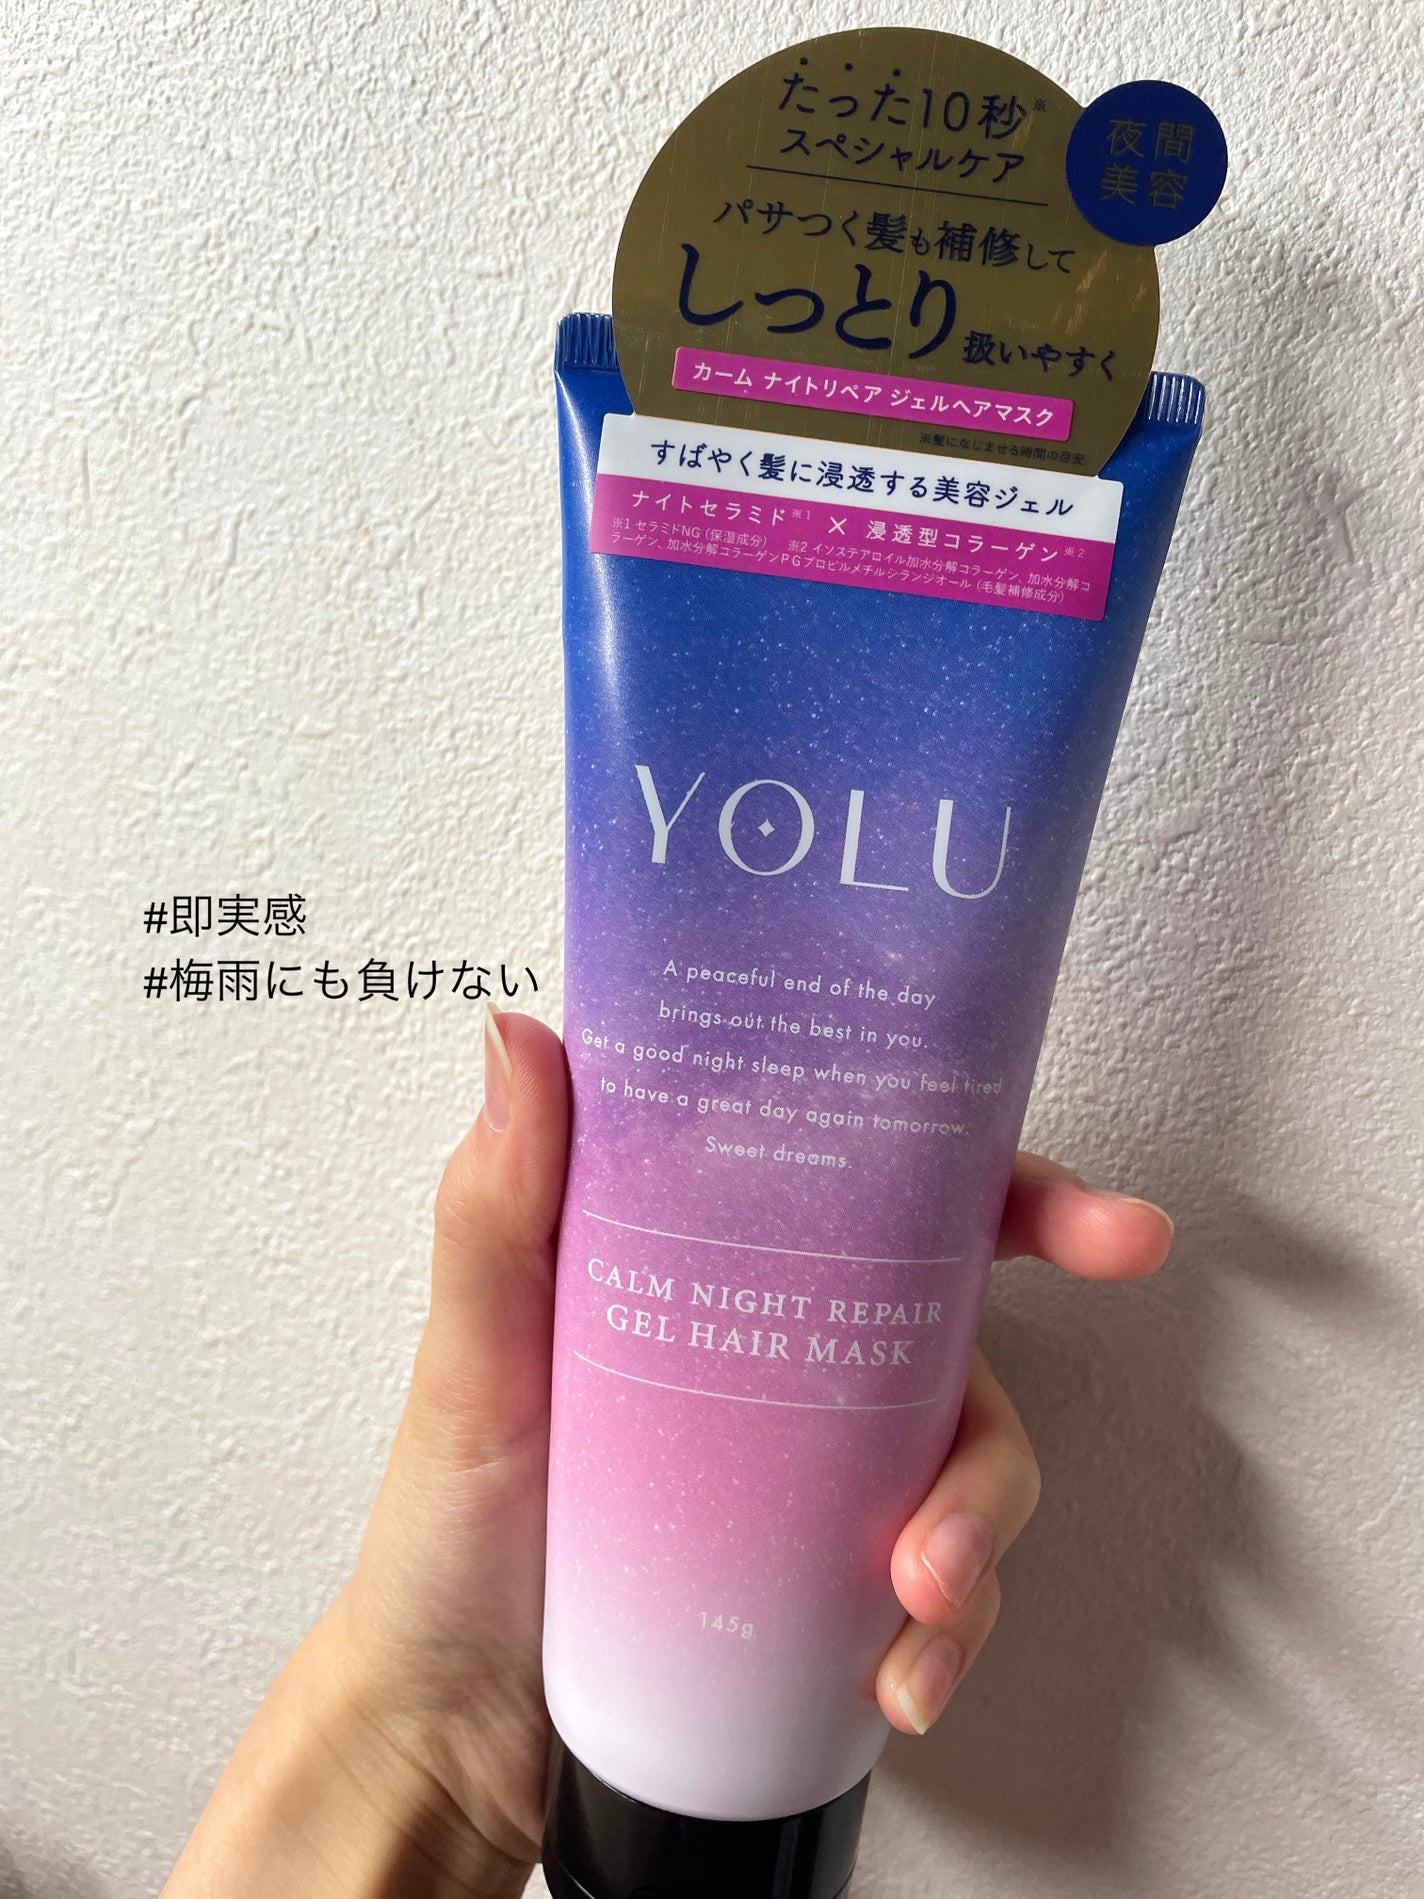 たった10秒※
スペシャルケア
夜間
美容
パサつく髪も補修して
しっとり扱いやすく
カーム ナイトリペア ジェルヘアマスク
※髪になじませる時間の目安
すばやく髪に浸透する美容ジェル
ナイトセラミド※1 × 浸透型コラーゲン※2
※1 セラミドNG（保湿成分） ※2 イソステアロイル加水分解コラーゲン、加水分解コ
ラーゲン、加水分解コラーゲンPGプロピルメチルシランジオール（毛髪補修成分）
YOLU
#即実感
#梅雨にも負けない
A peaceful end of the day
brings out the best in you.
Get a good night sleep when you feel tired
to have a great day again tomorrow.
Sweet dreams.
CALM NIGHT REPAIR
GEL HAIR MASK
145g